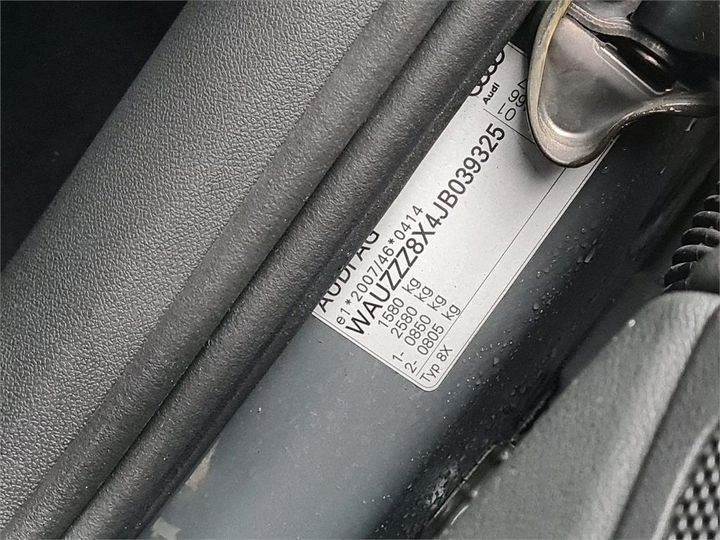 AUDI AG
e1*2007/46*0414
WAUZZZ8X4JB039325
1580 kg
2580 kg
1- 0850 kg
2- 0805 kg
Typ 8X
Audi
01